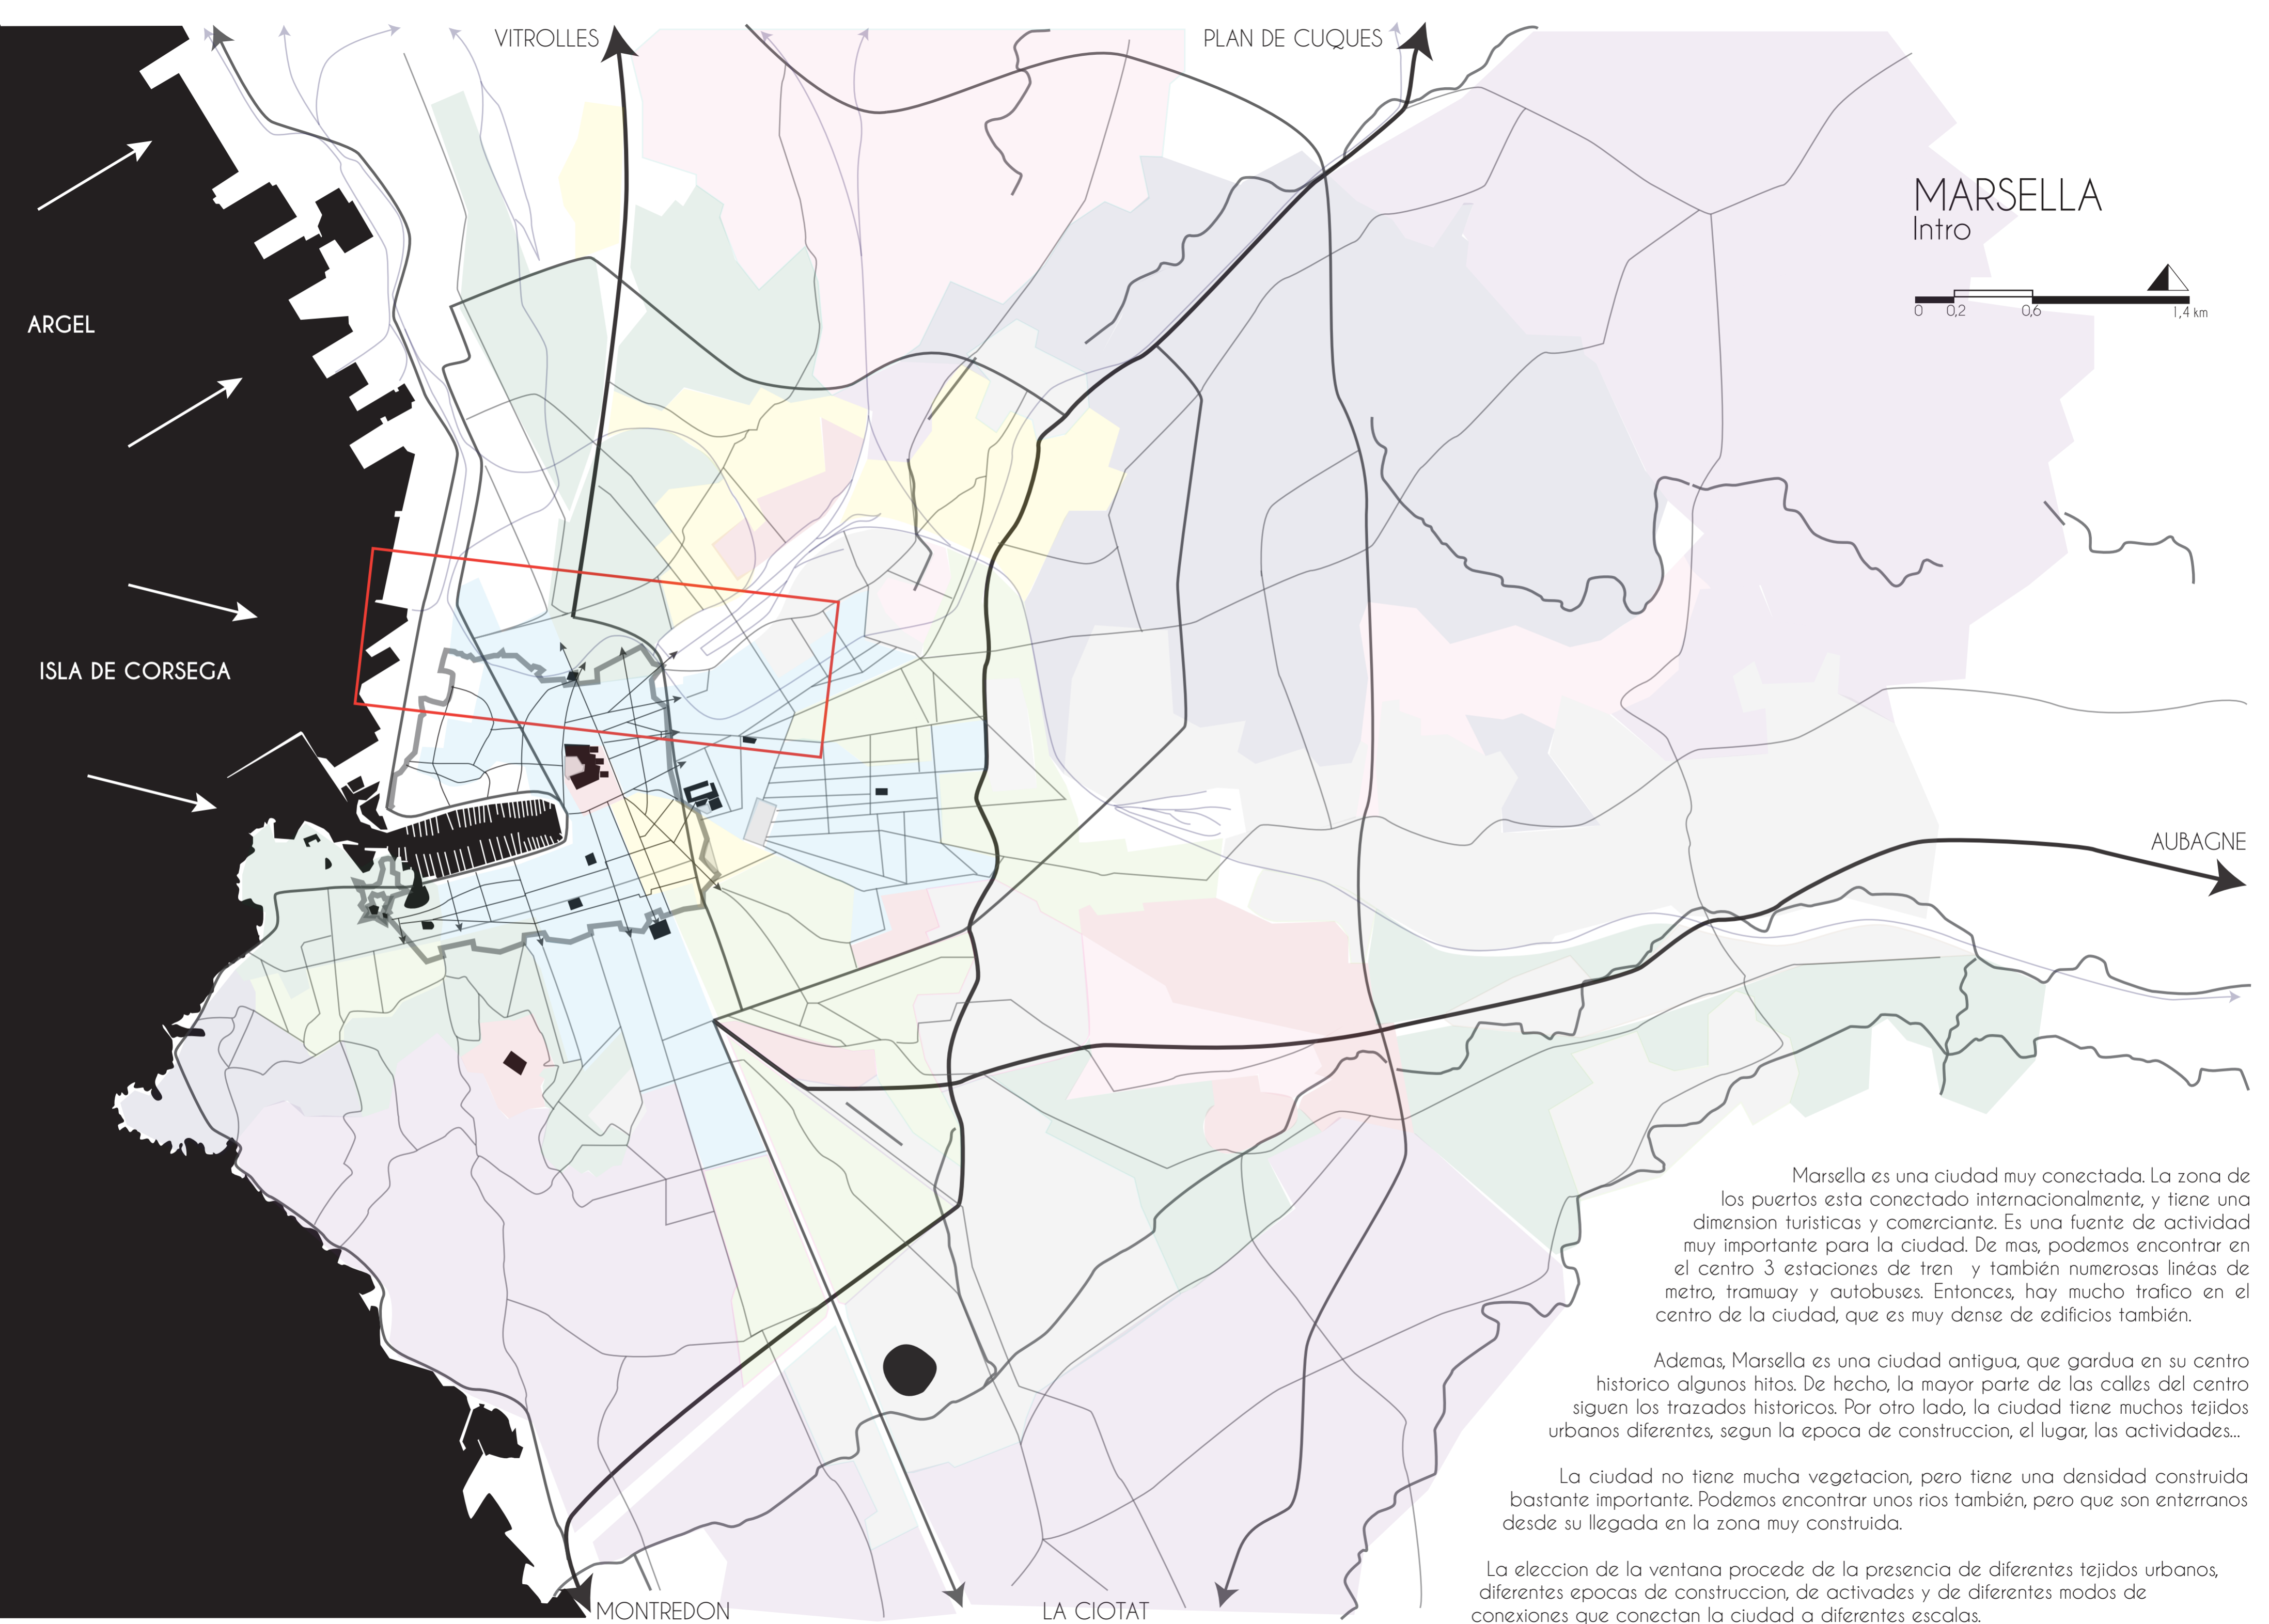 VITROLLES
PLAN DE CUQUES
MARSELLA
Intro
0 0,2 0,6 1,4 km
ARGEL
ISLA DE CORSEGA
AUBAGNE
Marsella es una ciudad muy conectada. La zona de
los puertos esta conectado internacionalmente, y tiene una
dimension turisticas y comerciante. Es una fuente de actividad
muy importante para la ciudad. De mas, podemos encontrar en
el centro 3 estaciones de tren y también numerosas linéas de
metro, tramway y autobuses. Entonces, hay mucho trafico en el
centro de la ciudad, que es muy dense de edificios también.
Ademas, Marsella es una ciudad antigua, que gardua en su centro
historico algunos hitos. De hecho, la mayor parte de las calles del centro
siguen los trazados historicos. Por otro lado, la ciudad tiene muchos tejidos
urbanos diferentes, segun la epoca de construccion, el lugar, las actividades...
La ciudad no tiene mucha vegetacion, pero tiene una densidad construida
bastante importante. Podemos encontrar unos rios también, pero que son enterranos
desde su llegada en la zona muy construida.
La eleccion de la ventana procede de la presencia de diferentes tejidos urbanos,
diferentes epocas de construccion, de activades y de diferentes modos de
conexiones que conectan la ciudad a diferentes escalas.
MONTREDON
LA CIOTAT